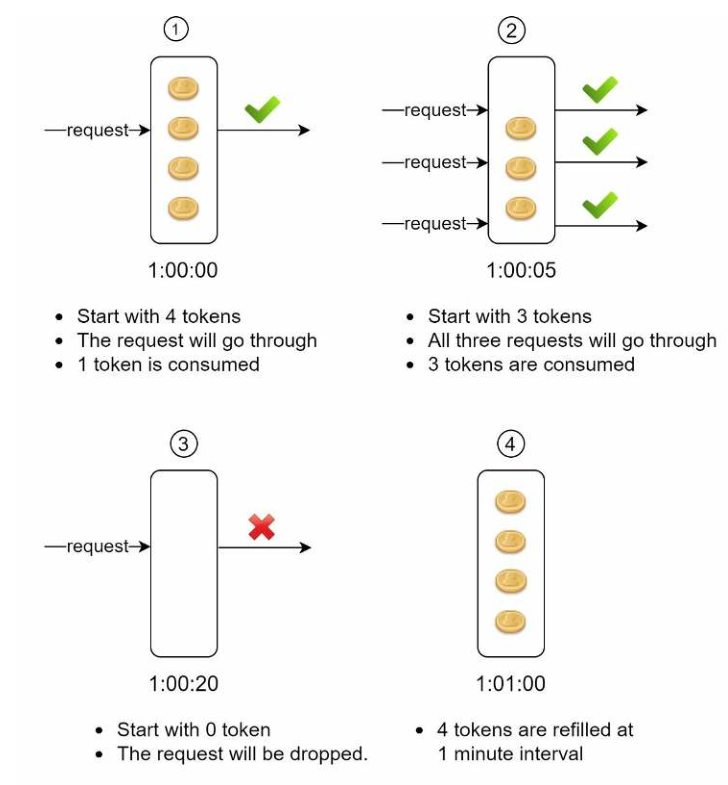 1
request
1:00:00
• Start with 4 tokens
• The request will go through
• 1 token is consumed
2
request
request
request
1:00:05
• Start with 3 tokens
• All three requests will go through
• 3 tokens are consumed
3
request
1:00:20
• Start with 0 token
• The request will be dropped.
4
1:01:00
• 4 tokens are refilled at
1 minute interval